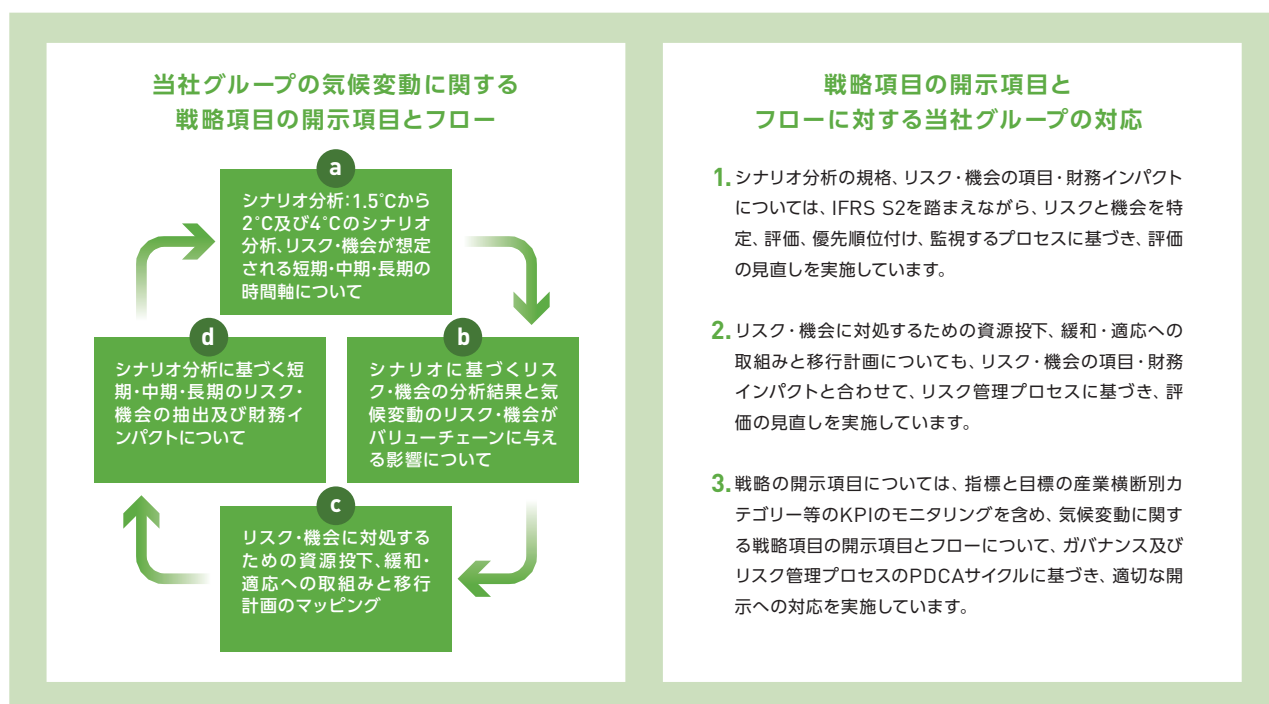 当社グループの気候変動に関する
戦略項目の開示項目とフロー
a
シナリオ分析:1.5℃から
2℃及び4℃のシナリオ
分析、リスク・機会が想定
される短期・中期・長期の
時間軸について
b
シナリオに基づくリス
ク・機会の分析結果と気
候変動のリスク・機会が
バリューチェーンに与え
る影響について
c
リスク・機会に対処する
ための資源投下、緩和・
適応への取組みと移行
計画のマッピング
d
シナリオ分析に基づく短
期・中期・長期のリスク・
機会の抽出及び財務イ
ンパクトについて
戦略項目の開示項目と
フローに対する当社グループの対応
1. シナリオ分析の規格、リスク・機会の項目・財務インパクト
については、IFRS S2を踏まえながら、リスクと機会を特
定、評価、優先順位付け、監視するプロセスに基づき、評価
の見直しを実施しています。
2. リスク・機会に対処するための資源投下、緩和・適応への
取組みと移行計画についても、リスク・機会の項目・財務
インパクトと合わせて、リスク管理プロセスに基づき、評
価の見直しを実施しています。
3. 戦略の開示項目については、指標と目標の産業横断別カ
テゴリー等のKPIのモニタリングを含め、気候変動に関す
る戦略項目の開示項目とフローについて、ガバナンス及び
リスク管理プロセスのPDCAサイクルに基づき、適切な開
示への対応を実施しています。